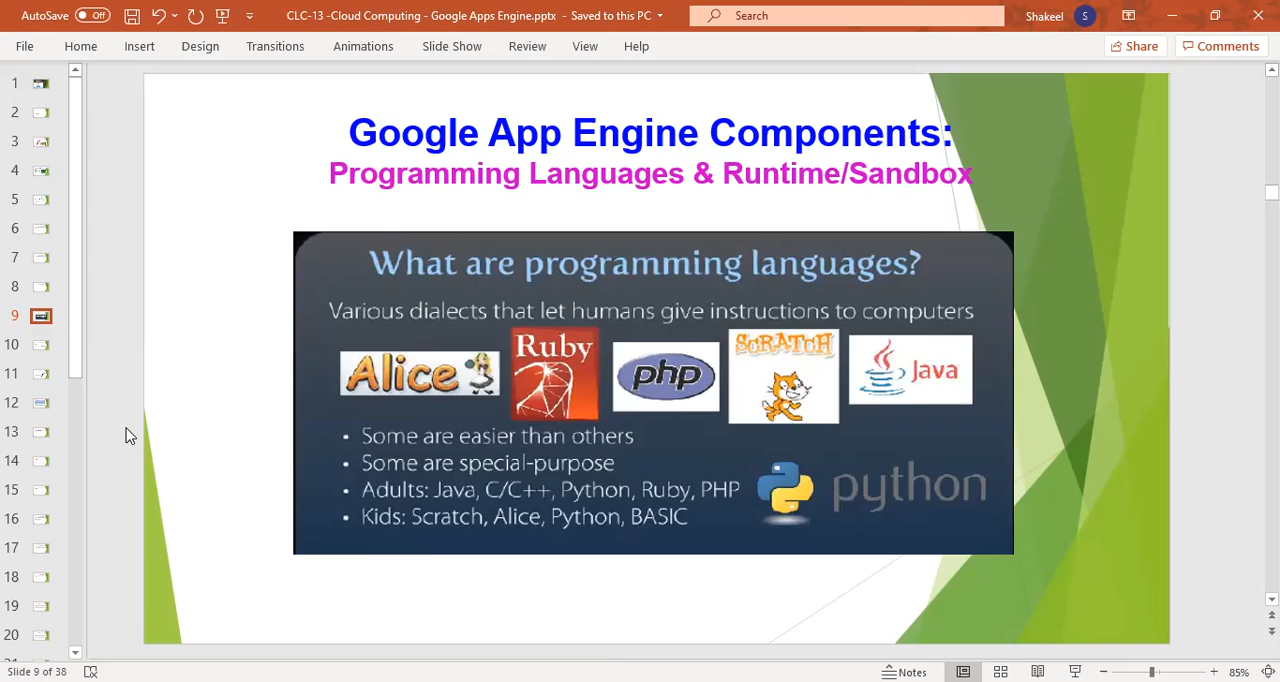 AutoSave Off CLC-13 -Cloud Computing - Google Apps Engine.pptx - Saved to this PC Search Shakeel S
File Home Insert Design Transitions Animations Slide Show Review View Help Share Comments
1
2
3
4
5
6
7
8
9
10
11
12
13
14
15
16
17
18
19
20
Google App Engine Components:
Programming Languages & Runtime/Sandbox
What are programming languages?
Various dialects that let humans give instructions to computers
Alice Ruby php SCRATCH Java
• Some are easier than others
• Some are special-purpose
• Adults: Java, C/C++, Python, Ruby, PHP
• Kids: Scratch, Alice, Python, BASIC
python
Slide 9 of 38 Notes 85%